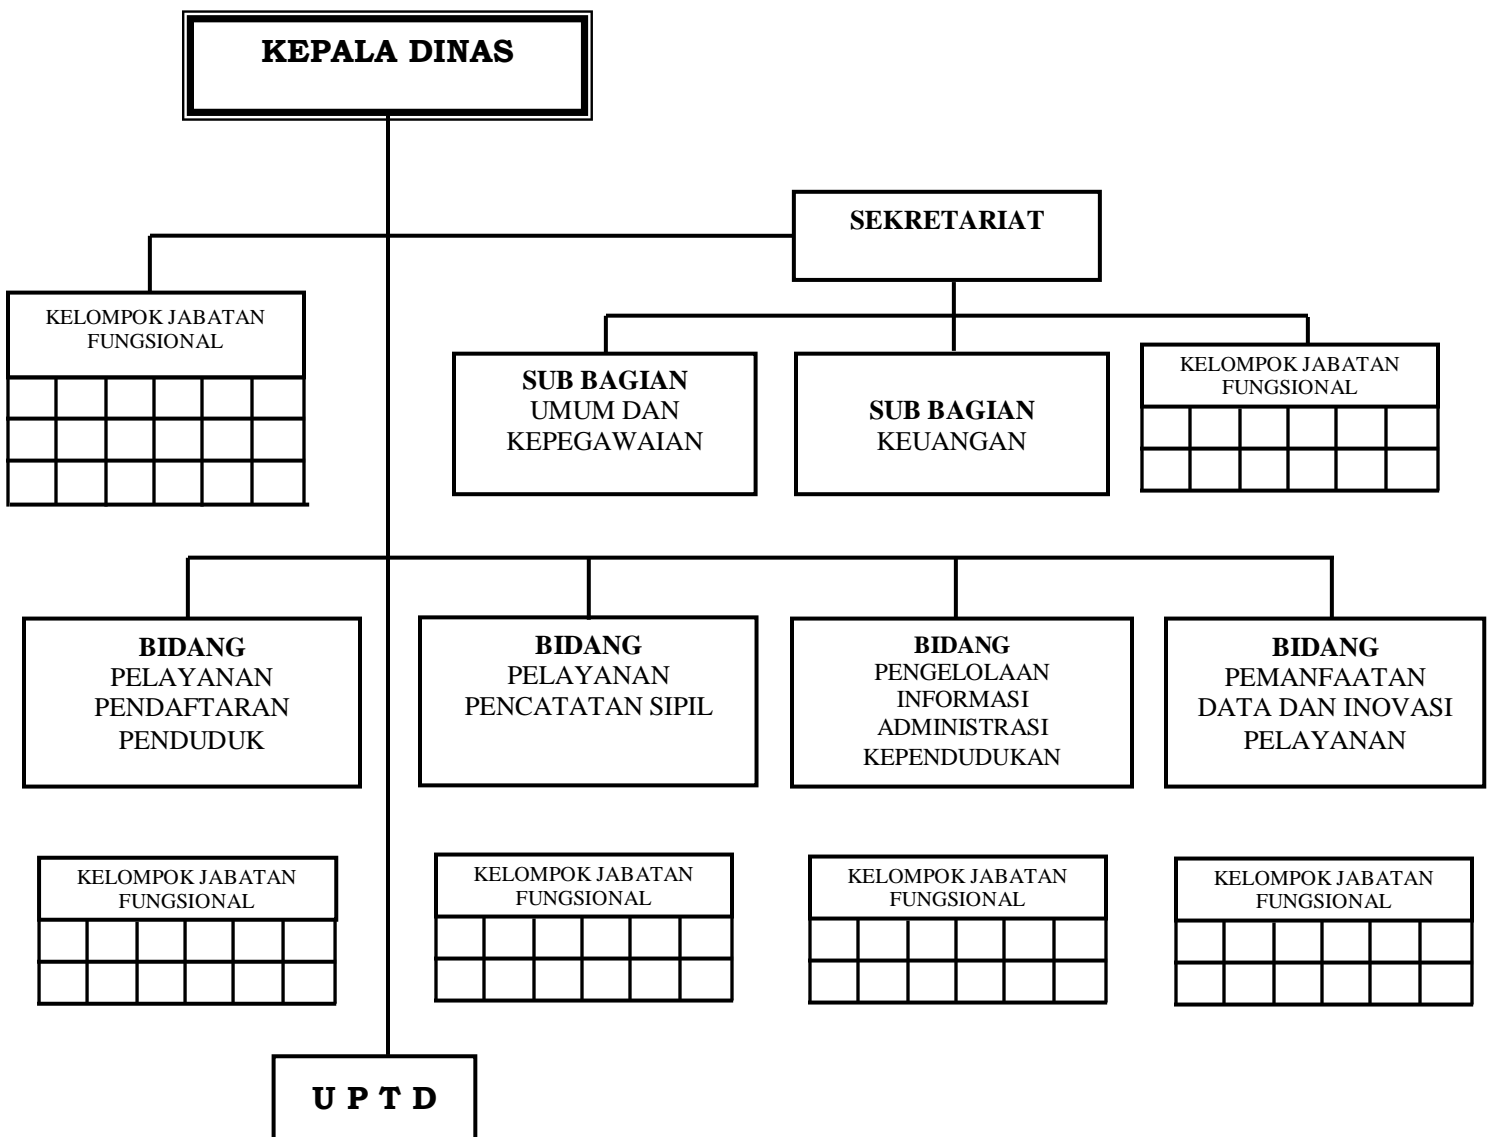 KEPALA DINAS
SEKRETARIAT
KELOMPOK JABATAN
FUNGSIONAL
SUB BAGIAN
UMUM DAN
KEPEGAWAIAN
SUB BAGIAN
KEUANGAN
KELOMPOK JABATAN
FUNGSIONAL
BIDANG
PELAYANAN
PENDAFTARAN
PENDUDUK
BIDANG
PELAYANAN
PENCATATAN SIPIL
BIDANG
PENGELOLAAN
INFORMASI
ADMINISTRASI
KEPENDUDUKAN
BIDANG
PEMANFAATAN
DATA DAN INOVASI
PELAYANAN
KELOMPOK JABATAN
FUNGSIONAL
KELOMPOK JABATAN
FUNGSIONAL
KELOMPOK JABATAN
FUNGSIONAL
KELOMPOK JABATAN
FUNGSIONAL
U P T D